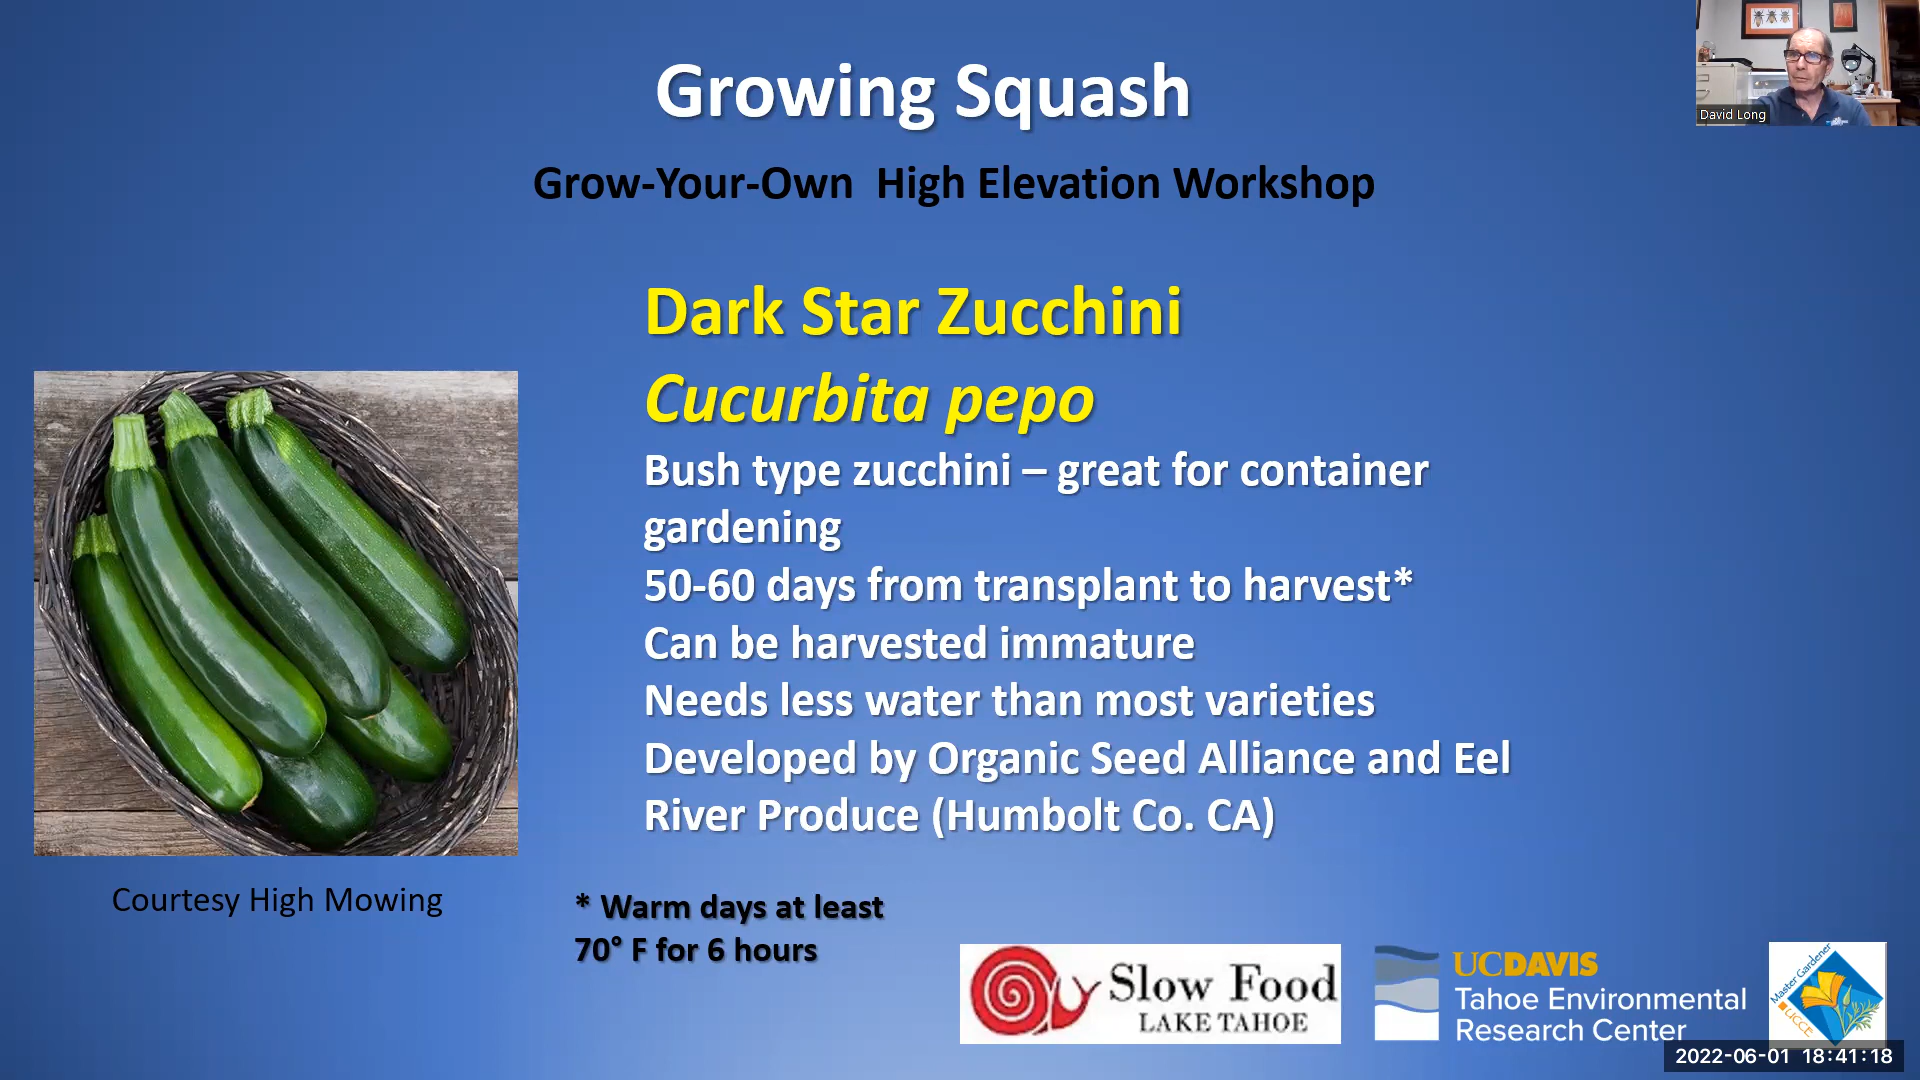 Growing Squash
David Long
Grow-Your-Own High Elevation Workshop
Dark Star Zucchini
Cucurbita pepo
Bush type zucchini – great for container
gardening
50-60 days from transplant to harvest*
Can be harvested immature
Needs less water than most varieties
Developed by Organic Seed Alliance and Eel
River Produce (Humbolt Co. CA)
Courtesy High Mowing
* Warm days at least
70° F for 6 hours
Slow Food
LAKE TAHOE
UCDAVIS
Tahoe Environmental
Research Center
Master Gardener
UCCE
2022-06-01 18:41:18